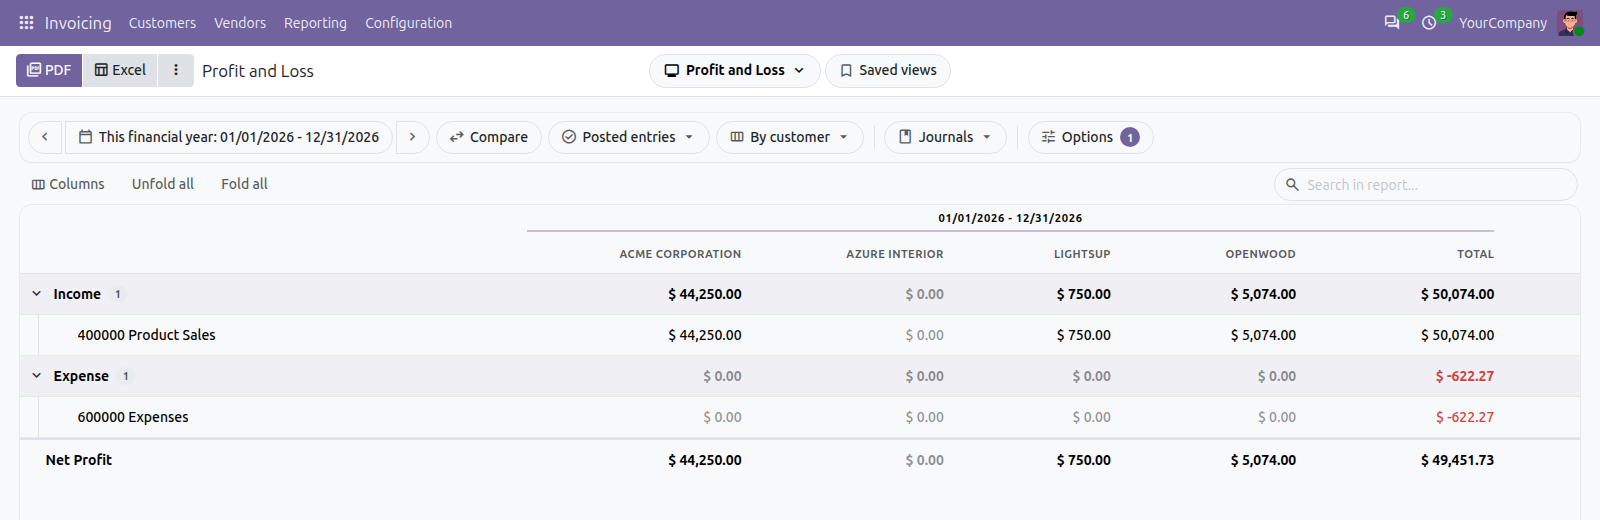 Invoicing Customers Vendors Reporting Configuration 6 3 YourCompany
PDF Excel Profit and Loss Profit and Loss Saved views
This financial year: 01/01/2026 - 12/31/2026 Compare Posted entries By customer Journals Options 1
Columns Unfold all Fold all Search in report...
01/01/2026 - 12/31/2026
ACME CORPORATION AZURE INTERIOR LIGHTSUP OPENWOOD TOTAL
Income 1 $ 44,250.00 $ 0.00 $ 750.00 $ 5,074.00 $ 50,074.00
400000 Product Sales $ 44,250.00 $ 0.00 $ 750.00 $ 5,074.00 $ 50,074.00
Expense 1 $ 0.00 $ 0.00 $ 0.00 $ 0.00 $ -622.27
600000 Expenses $ 0.00 $ 0.00 $ 0.00 $ 0.00 $ -622.27
Net Profit $ 44,250.00 $ 0.00 $ 750.00 $ 5,074.00 $ 49,451.73